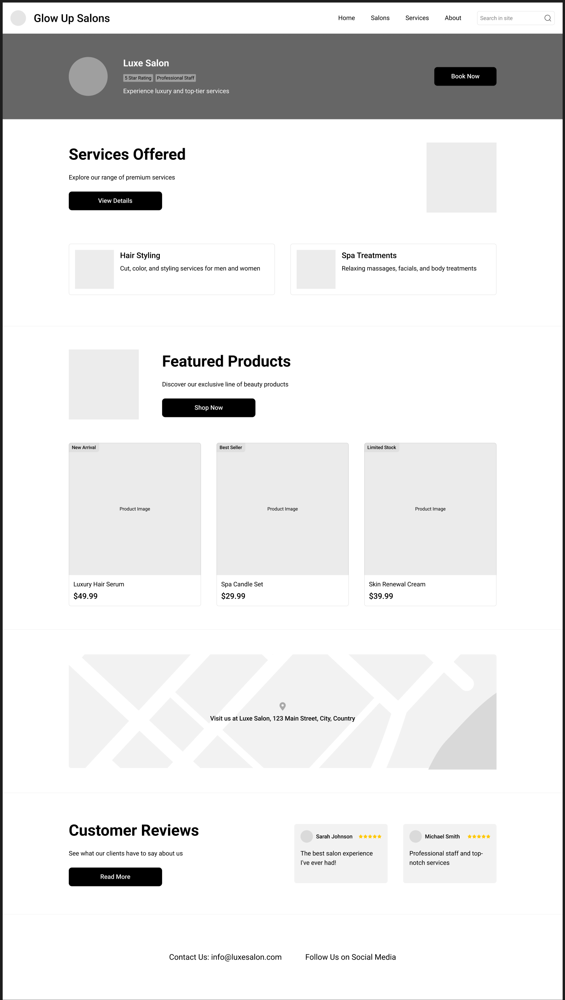 Glow Up Salons
Home
Salons
Services
About
Search in site
Luxe Salon
5 Star Rating
Professional Staff
Experience luxury and top-tier services
Book Now
Services Offered
Explore our range of premium services
View Details
Hair Styling
Cut, color, and styling services for men and women
Spa Treatments
Relaxing massages, facials, and body treatments
Featured Products
Discover our exclusive line of beauty products
Shop Now
New Arrival
Product Image
Luxury Hair Serum
$49.99
Best Seller
Product Image
Spa Candle Set
$29.99
Limited Stock
Product Image
Skin Renewal Cream
$39.99
Visit us at Luxe Salon, 123 Main Street, City, Country
Customer Reviews
See what our clients have to say about us
Read More
Sarah Johnson
The best salon experience
I've ever had!
Michael Smith
Professional staff and top-
notch services
Contact Us: info@luxesalon.com
Follow Us on Social Media